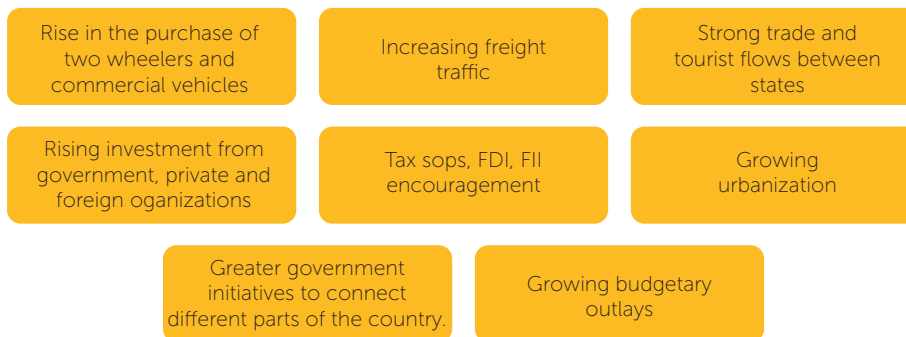 Rise in the purchase of
two wheelers and
commercial vehicles
Increasing freight
traffic
Strong trade and
tourist flows between
states
Rising investment from
government, private and
foreign oganizations
Tax sops, FDI, FII
encouragement
Growing
urbanization
Greater government
initiatives to connect
different parts of the country.
Growing budgetary
outlays